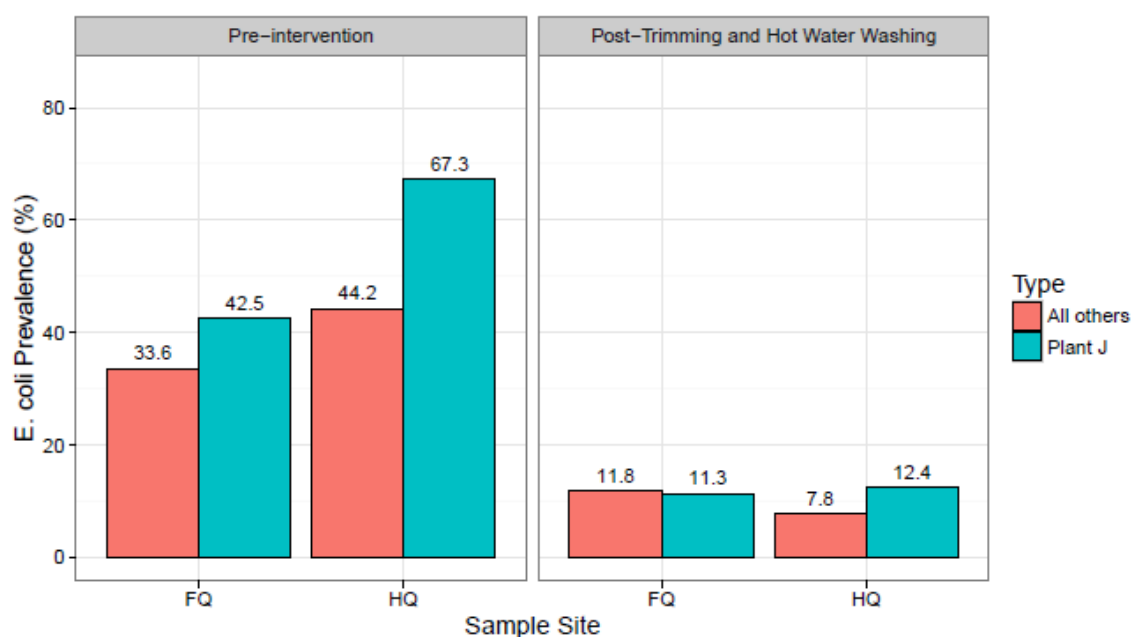 Pre−intervention
Post−Trimming and Hot Water Washing
E. coli Prevalence (%)
80
60
40
20
0
33.6
42.5
44.2
67.3
11.8
11.3
7.8
12.4
FQ
HQ
FQ
HQ
Sample Site
Type
All others
Plant J